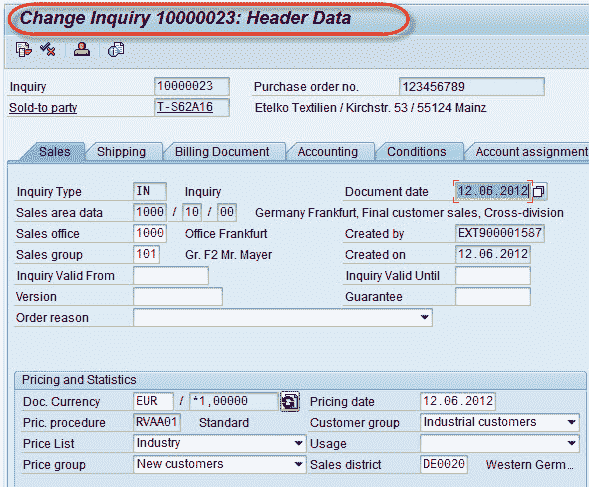 Change Inquiry 10000023: Header Data
Inquiry 10000023 Purchase order no. 123456789
Sold-to party T-S62A16 Etelko Textilien / Kirchstr. 53 / 55124 Mainz
Sales Shipping Billing Document Accounting Conditions Account assignment
Inquiry Type IN Inquiry Document date 12.06.2012
Sales area data 1000 / 10 / 00 Germany Frankfurt, Final customer sales, Cross-division
Sales office 1000 Office Frankfurt Created by EXT900001587
Sales group 101 Gr. F2 Mr. Mayer Created on 12.06.2012
Inquiry Valid From Inquiry Valid Until
Version Guarantee
Order reason
Pricing and Statistics
Doc. Currency EUR / *1,00000 Pricing date 12.06.2012
Pric. procedure RVAA01 Standard Customer group Industrial customers
Price List Industry Usage
Price group New customers Sales district DE0020 Western Germ...